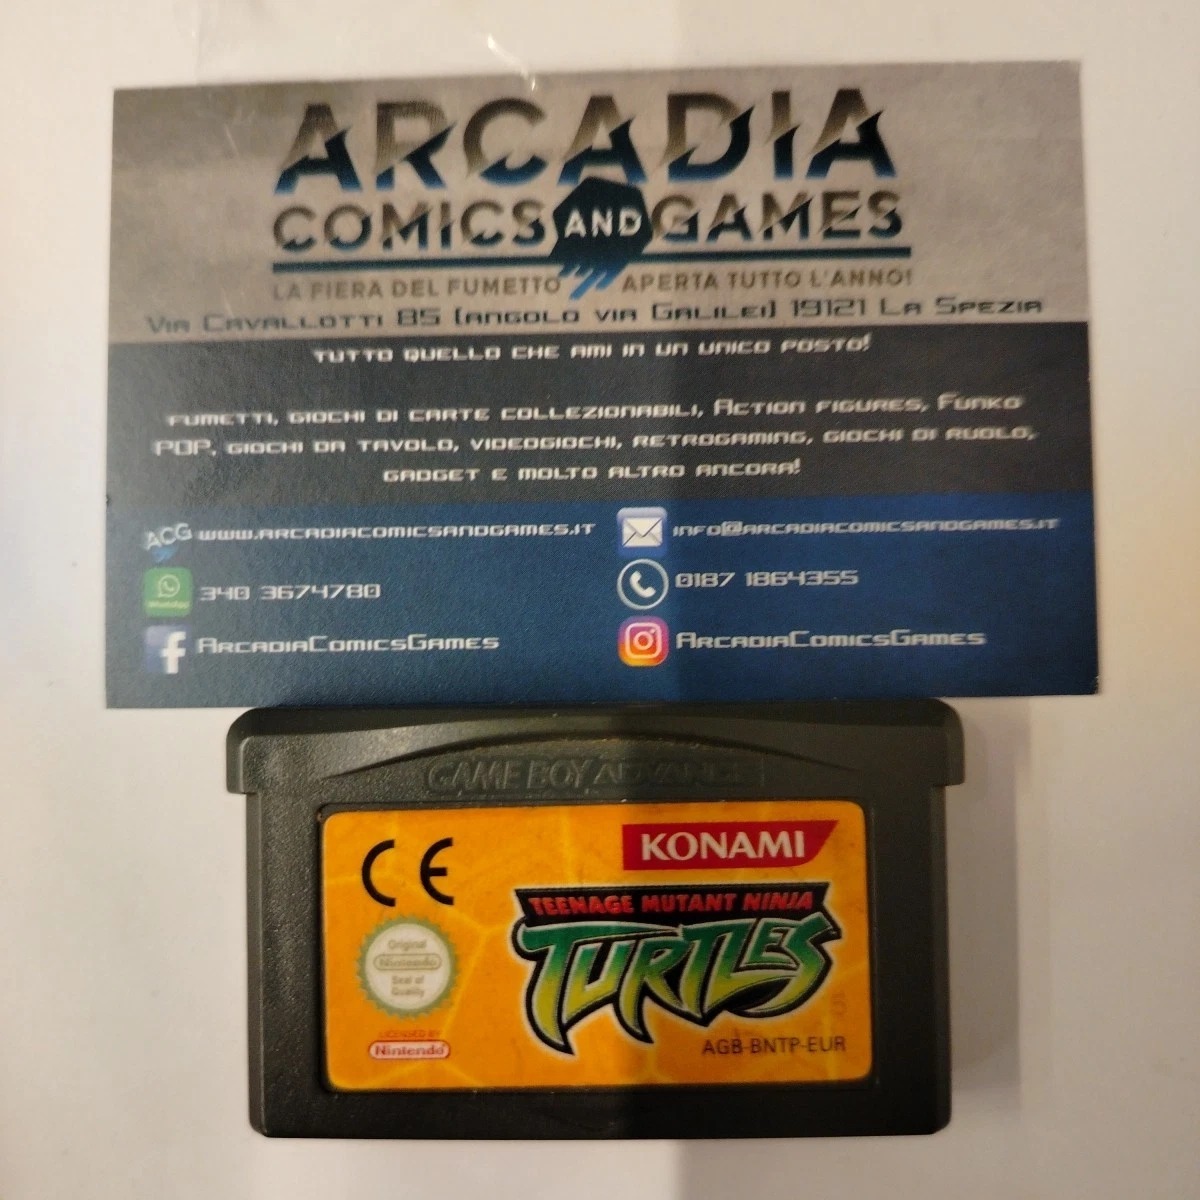 ARCADIA
COMICS AND GAMES
LA FIERA DEL FUMETTO APERTA TUTTO L'ANNO!
Via Cavallotti 85 (angolo via Galilei) 19121 La Spezia
tutto quello che ami in un unico posto!
fumetti, giochi di carte collezionabili, Action figures, Funko
POP, giochi da tavolo, videogiochi, retrogaming, giochi di ruolo,
gadget e molto altro ancora!
ACG www.arcadiacomicsandgames.it
info@arcadiacomicsandgames.it
WhatsApp
340 3674780
0187 1864355
ArcadiaComicsGames
ArcadiaComicsGames
GAME BOY ADVANCE
CE
KONAMI
TEENAGE MUTANT NINJA
TURTLES
Original
Nintendo
Seal of
Quality
LICENSED BY
Nintendo
AGB-BNTP-EUR